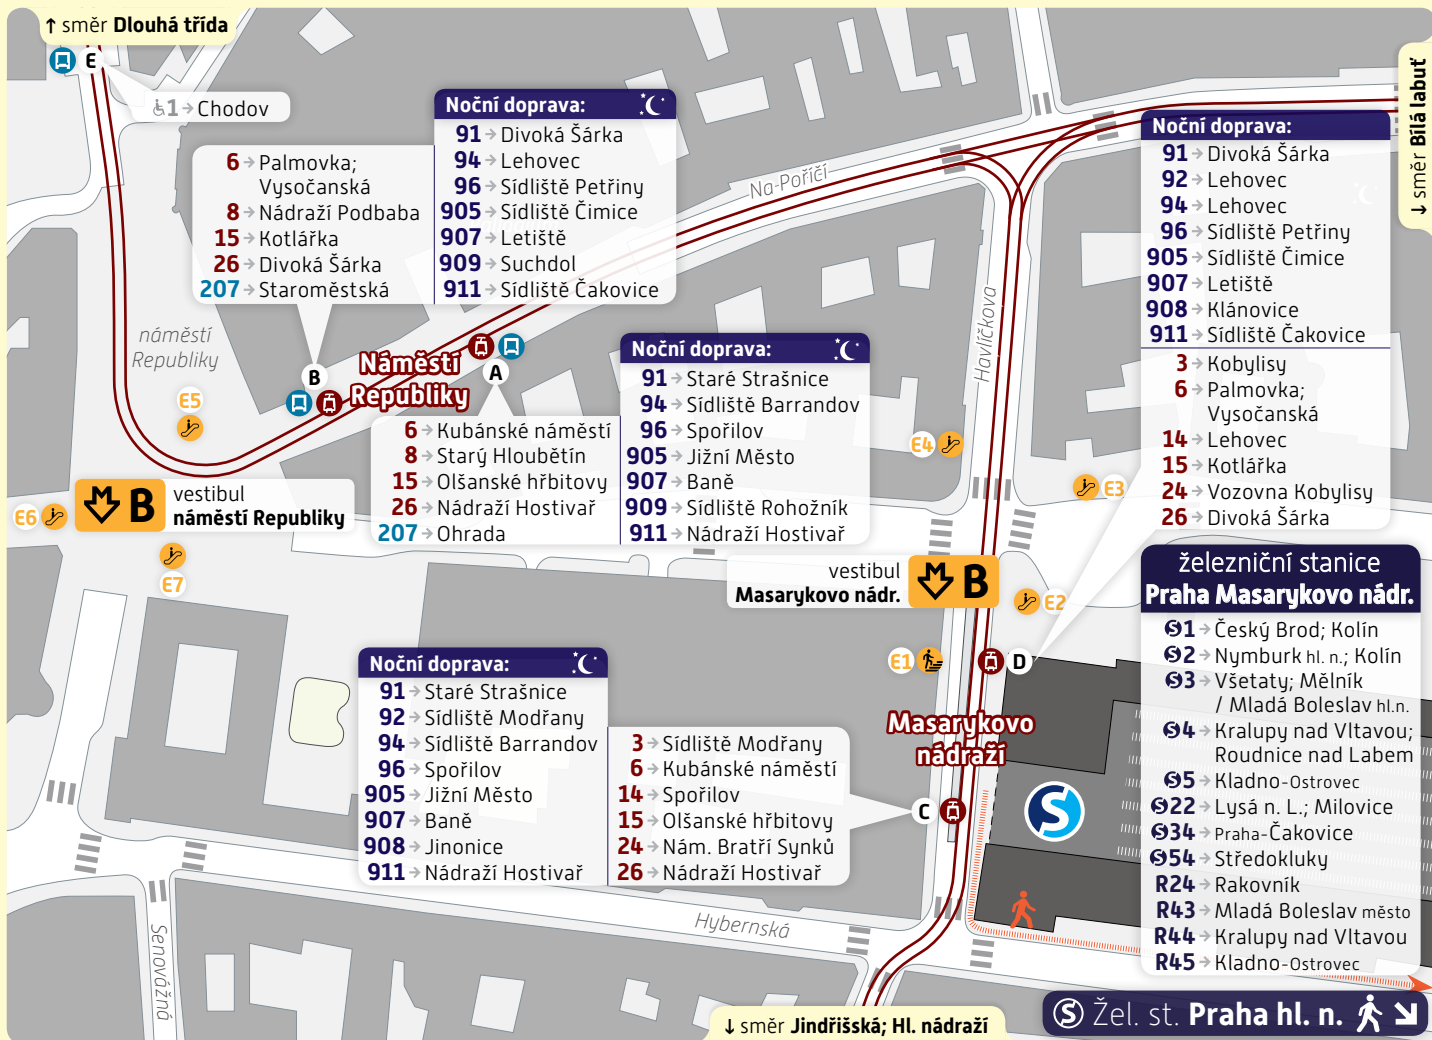 ↑ směr Dlouhá třída
E
1 → Chodov
6 → Palmovka;
Vysočanská
8 → Nádraží Podbaba
15 → Kotlářka
26 → Divoká Šárka
207 → Staroměstská
Noční doprava:
91 → Divoká Šárka
94 → Lehovec
96 → Sídliště Petřiny
905 → Sídliště Čimice
907 → Letiště
909 → Suchdol
911 → Sídliště Čakovice
Na Poříčí
↓ směr Bílá labuť
Noční doprava:
91 → Divoká Šárka
92 → Lehovec
94 → Lehovec
96 → Sídliště Petřiny
905 → Sídliště Čimice
907 → Letiště
908 → Klánovice
911 → Sídliště Čakovice
3 → Kobylisy
6 → Palmovka;
Vysočanská
14 → Lehovec
15 → Kotlářka
24 → Vozovna Kobylisy
26 → Divoká Šárka
náměstí
Republiky
B
Náměstí
Republiky
A
6 → Kubánské náměstí
8 → Starý Hloubětín
15 → Olšanské hřbitovy
26 → Nádraží Hostivař
207 → Ohrada
Noční doprava:
91 → Staré Strašnice
94 → Sídliště Barrandov
96 → Spořilov
905 → Jižní Město
907 → Baně
909 → Sídliště Rohožník
911 → Nádraží Hostivař
Havlíčkova
E5
E4
E3
E6
B
vestibul
náměstí Republiky
E7
vestibul
Masarykovo nádr.
B
E2
E1
D
železniční stanice
Praha Masarykovo nádr.
S1 → Český Brod; Kolín
S2 → Nymburk hl. n.; Kolín
S3 → Všetaty; Mělník
/ Mladá Boleslav hl.n.
S4 → Kralupy nad Vltavou;
Roudnice nad Labem
S5 → Kladno-Ostrovec
S22 → Lysá n. L.; Milovice
S34 → Praha-Čakovice
S54 → Středokluky
R24 → Rakovník
R43 → Mladá Boleslav město
R44 → Kralupy nad Vltavou
R45 → Kladno-Ostrovec
Noční doprava:
91 → Staré Strašnice
92 → Sídliště Modřany
94 → Sídliště Barrandov
96 → Spořilov
905 → Jižní Město
907 → Baně
908 → Jinonice
911 → Nádraží Hostivař
3 → Sídliště Modřany
6 → Kubánské náměstí
14 → Spořilov
15 → Olšanské hřbitovy
24 → Nám. Bratří Synků
26 → Nádraží Hostivař
Masarykovo
nádraží
C
S
Hybernská
Senovážná
↓ směr Jindřišská; Hl. nádraží
S Žel. st. Praha hl. n.